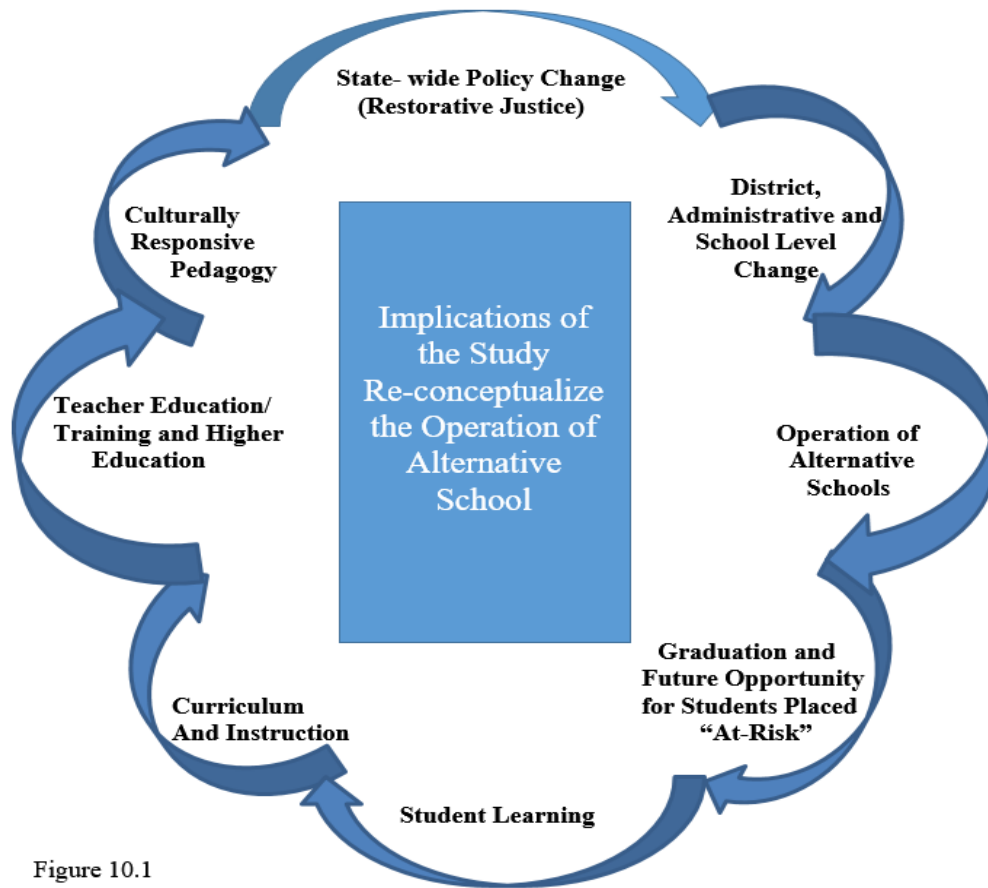 State- wide Policy Change
(Restorative Justice)
District,
Administrative and
School Level
Change
Operation of
Alternative
Schools
Graduation and
Future Opportunity
for Students Placed
“At-Risk”
Student Learning
Curriculum
And Instruction
Teacher Education/
Training and Higher
Education
Culturally
Responsive
Pedagogy
Implications of
the Study
Re-conceptualize
the Operation of
Alternative
School
Figure 10.1